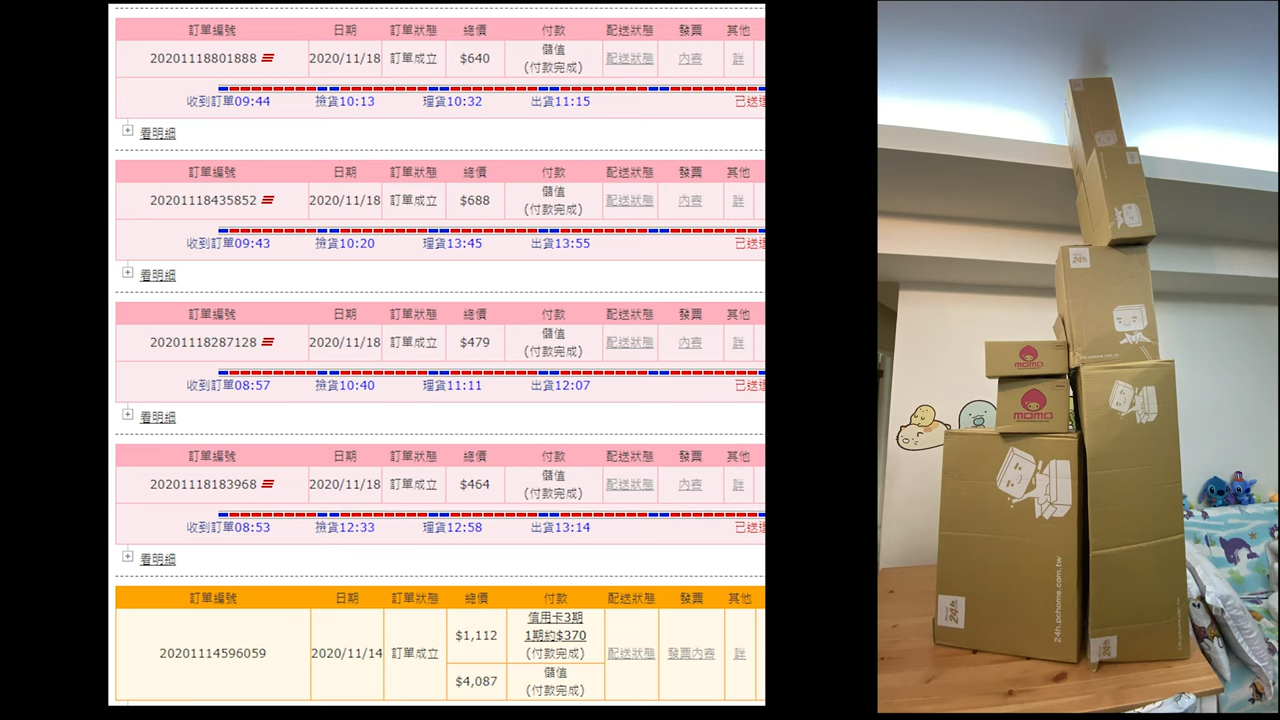 訂單編號 日期 訂單狀態 總價 付款 配送狀態 發票 其他
20201118801888 2020/11/18 訂單成立 $640 儲值 (付款完成) 配送狀態 內容 詳
收到訂單09:44 撿貨10:13 理貨10:32 出貨11:15 已送
看明細
訂單編號 日期 訂單狀態 總價 付款 配送狀態 發票 其他
20201118435852 2020/11/18 訂單成立 $688 儲值 (付款完成) 配送狀態 內容 詳
收到訂單09:43 撿貨10:20 理貨13:45 出貨13:55 已送
看明細
訂單編號 日期 訂單狀態 總價 付款 配送狀態 發票 其他
20201118287128 2020/11/18 訂單成立 $479 儲值 (付款完成) 配送狀態 內容 詳
收到訂單08:57 撿貨10:40 理貨11:11 出貨12:07 已送
看明細
訂單編號 日期 訂單狀態 總價 付款 配送狀態 發票 其他
20201118183968 2020/11/18 訂單成立 $464 儲值 (付款完成) 配送狀態 內容 詳
收到訂單08:53 撿貨12:33 理貨12:58 出貨13:14 已送
看明細
訂單編號 日期 訂單狀態 總價 付款 配送狀態 發票 其他
20201114596059 2020/11/14 訂單成立 $1,112 信用卡3期 1期約$370 (付款完成) 配送狀態 發票內容 詳
$4,087 儲值 (付款完成)
24h
momo
momo
24h.pchome.com.tw
24h
24h